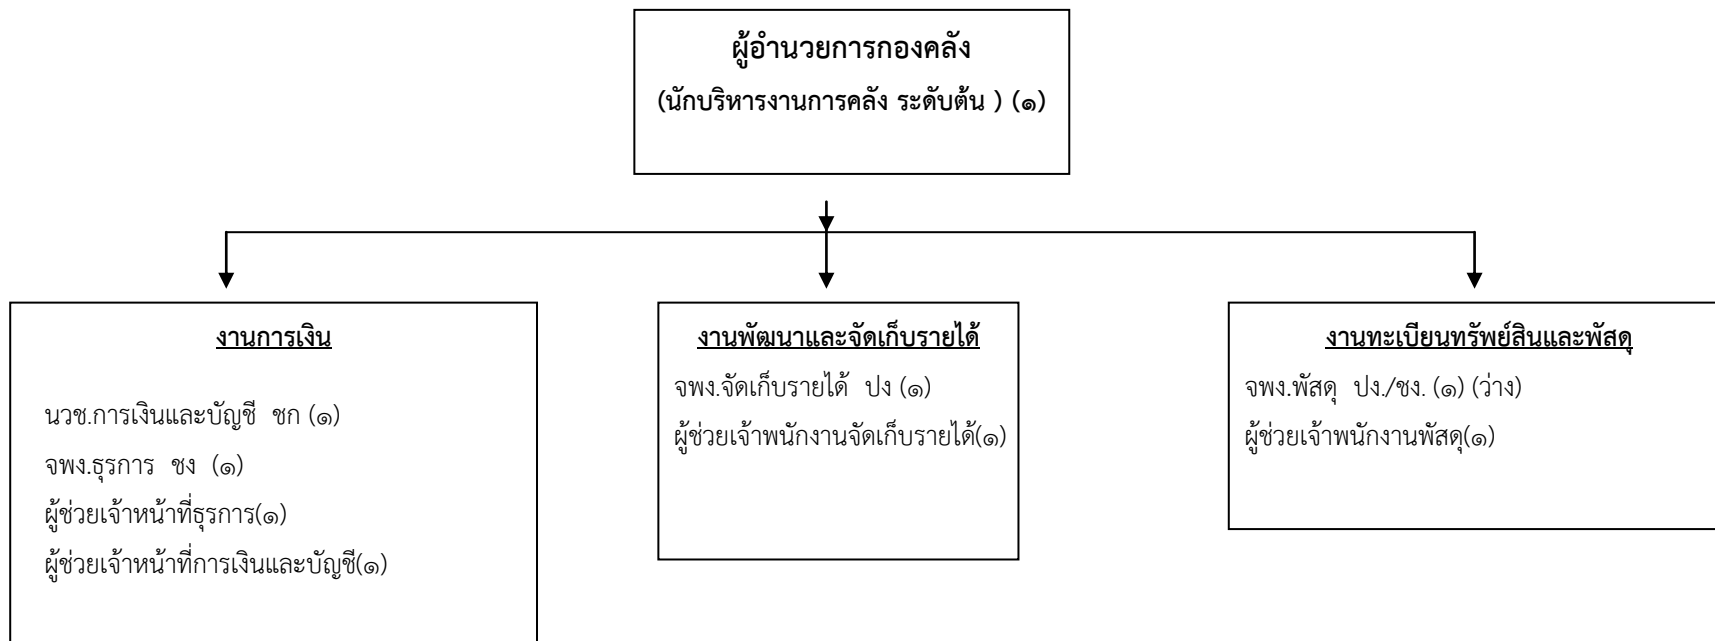 ผู้อำนวยการกองคลัง
(นักบริหารงานการคลัง ระดับต้น ) (๑)
งานการเงิน
นวช.การเงินและบัญชี ชก (๑)
จพง.ธุรการ ชง (๑)
ผู้ช่วยเจ้าหน้าที่ธุรการ(๑)
ผู้ช่วยเจ้าหน้าที่การเงินและบัญชี(๑)
งานพัฒนาและจัดเก็บรายได้
จพง.จัดเก็บรายได้ ปง (๑)
ผู้ช่วยเจ้าพนักงานจัดเก็บรายได้(๑)
งานทะเบียนทรัพย์สินและพัสดุ
จพง.พัสดุ ปง./ชง. (๑) (ว่าง)
ผู้ช่วยเจ้าพนักงานพัสดุ(๑)